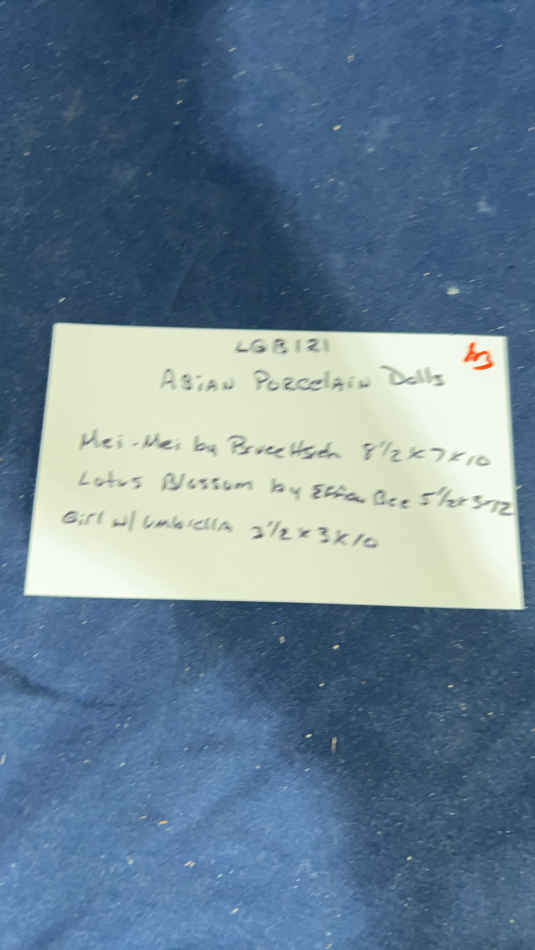 LGB121
ASiAN PORCElAiN Dolls
Mei-Mei by Bruce Hsieh 8 1/2 x 7 x 10
Lotus Blossom by Effan Bee 5 1/2 x 5 x 12
Girl w/ Umbrella 3 1/2 x 3 x 10